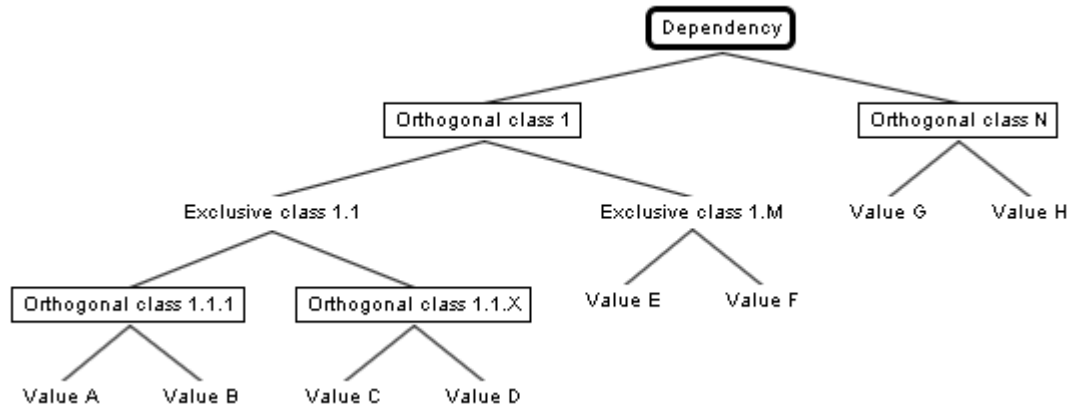 Dependency
Orthogonal class 1
Orthogonal class N
Exclusive class 1.1
Exclusive class 1.M
Value G
Value H
Orthogonal class 1.1.1
Orthogonal class 1.1.X
Value E
Value F
Value A
Value B
Value C
Value D